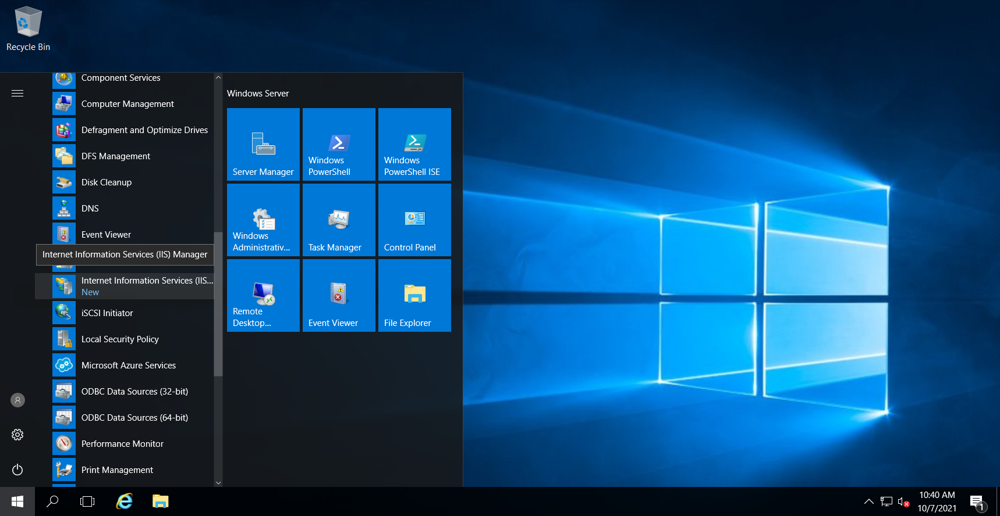 Recycle Bin
Component Services
Computer Management
Defragment and Optimize Drives
DFS Management
Disk Cleanup
DNS
Event Viewer
Internet Information Services (IIS) Manager
Internet Information Services (IIS...
New
iSCSI Initiator
Local Security Policy
Microsoft Azure Services
ODBC Data Sources (32-bit)
ODBC Data Sources (64-bit)
Performance Monitor
Print Management
Windows Server
Server Manager
Windows
PowerShell
Windows
PowerShell ISE
Windows
Administrativ...
Task Manager
Control Panel
Remote
Desktop...
Event Viewer
File Explorer
10:40 AM
10/7/2021
1